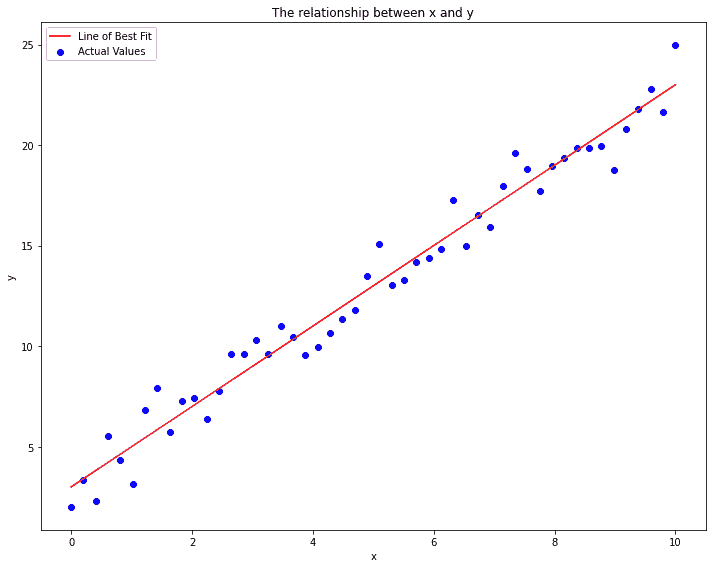 The relationship between x and y
Line of Best Fit
Actual Values
25
20
15
10
5
y
0 2 4 6 8 10
x